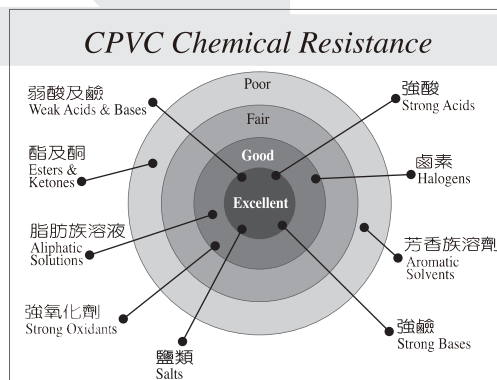 CPVC Chemical Resistance
Poor
Fair
Good
Excellent
弱酸及鹼
Weak Acids & Bases
酯及酮
Esters &
Ketones
脂肪族溶液
Aliphatic
Solutions
強氧化劑
Strong Oxidants
鹽類
Salts
強酸
Strong Acids
鹵素
Halogens
芳香族溶劑
Aromatic
Solvents
強鹼
Strong Bases